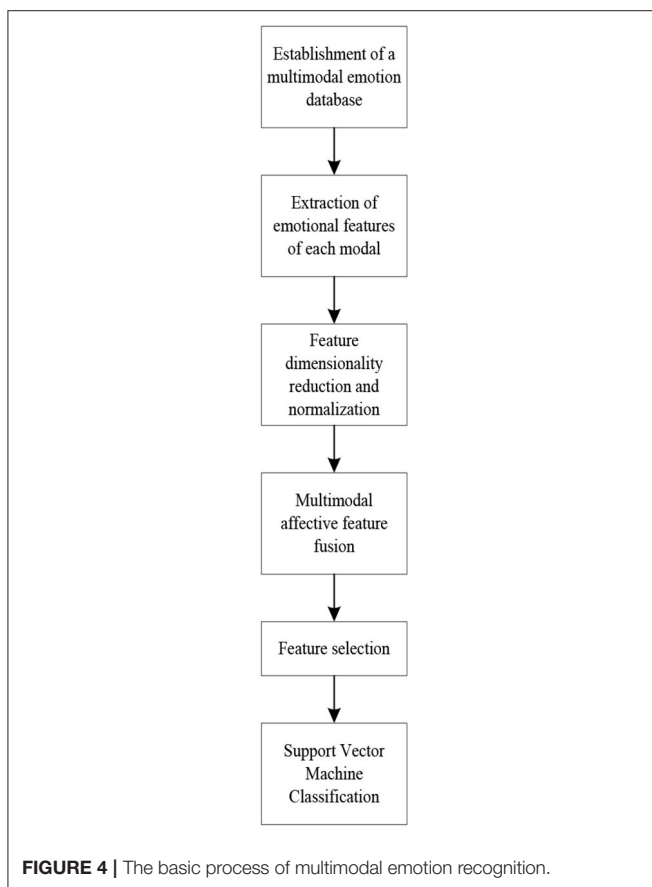 Establishment of a
multimodal emotion
database
Extraction of
emotional features
of each modal
Feature
dimensionality
reduction and
normalization
Multimodal
affective feature
fusion
Feature selection
Support Vector
Machine
Classification
FIGURE 4 | The basic process of multimodal emotion recognition.